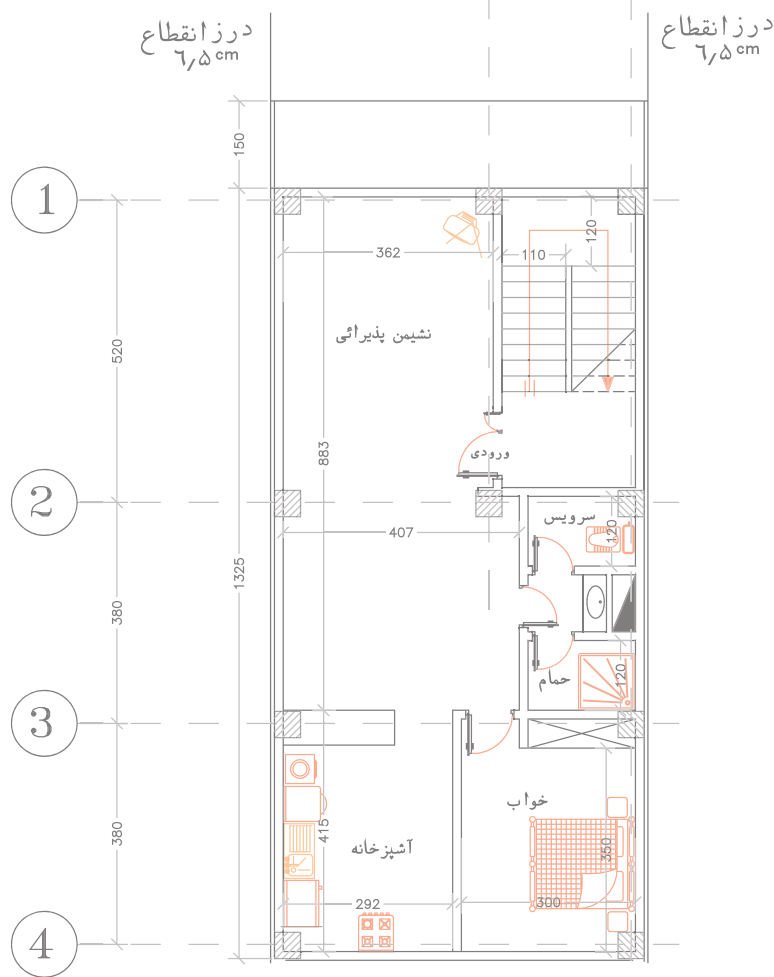 درز انقطاع
۶٫۵ cm
درز انقطاع
۶٫۵ cm
150
1
362
110
120
520
نشیمن پذیرائی
883
ورودی
2
سرویس
407
120
1325
380
حمام
120
3
خواب
415
آشپزخانه
380
350
292
300
4